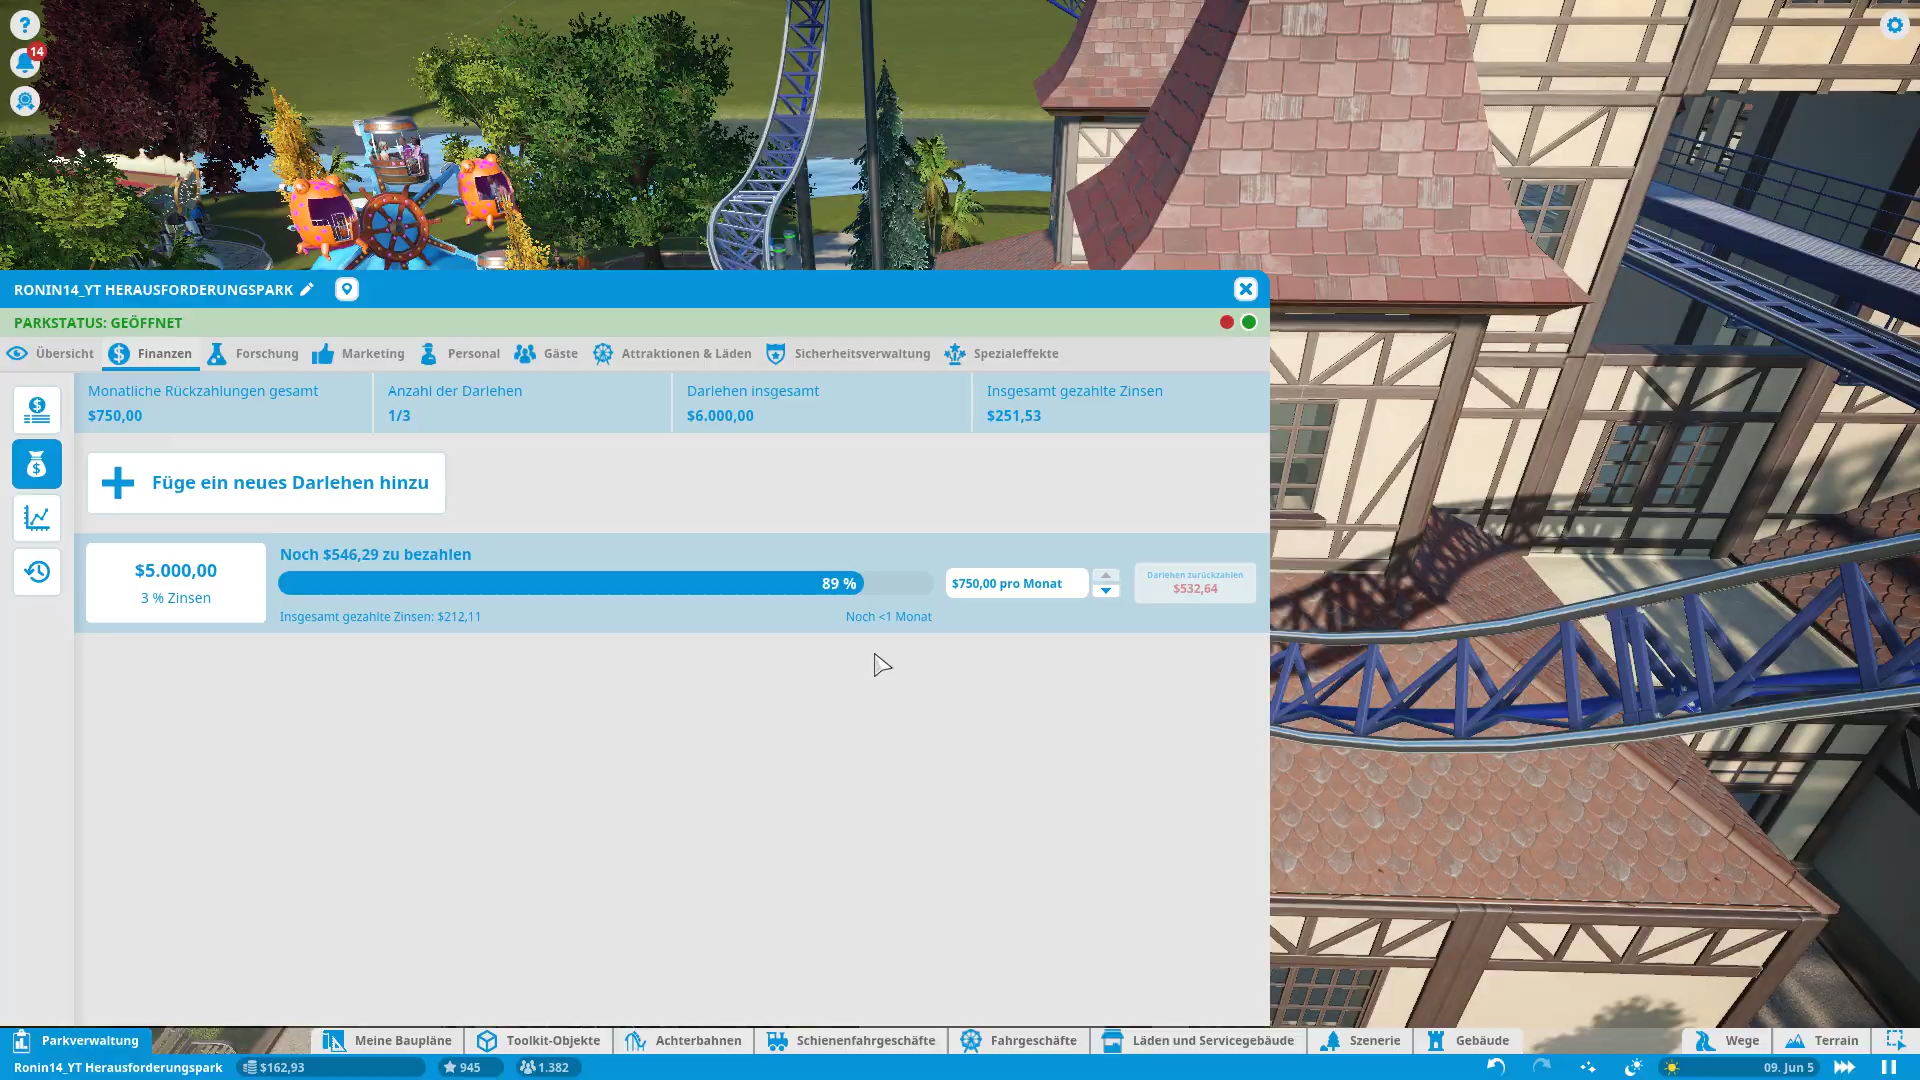 ?
14
RONIN14_YT HERAUSFORDERUNGSPARK
PARKSTATUS: GEÖFFNET
Übersicht
Finanzen
Forschung
Marketing
Personal
Gäste
Attraktionen & Läden
Sicherheitsverwaltung
Spezialeffekte
Monatliche Rückzahlungen gesamt
$750,00
Anzahl der Darlehen
1/3
Darlehen insgesamt
$6.000,00
Insgesamt gezahlte Zinsen
$251,53
Füge ein neues Darlehen hinzu
$5.000,00
3 % Zinsen
Noch $546,29 zu bezahlen
89 %
Insgesamt gezahlte Zinsen: $212,11
Noch <1 Monat
$750,00 pro Monat
Darlehen zurückzahlen
$532,64
Parkverwaltung
Meine Baupläne
Toolkit-Objekte
Achterbahnen
Schienenfahrgeschäfte
Fahrgeschäfte
Läden und Servicegebäude
Szenerie
Gebäude
Wege
Terrain
Ronin14_YT Herausforderungspark
$162,93
945
1.382
09. Jun 5